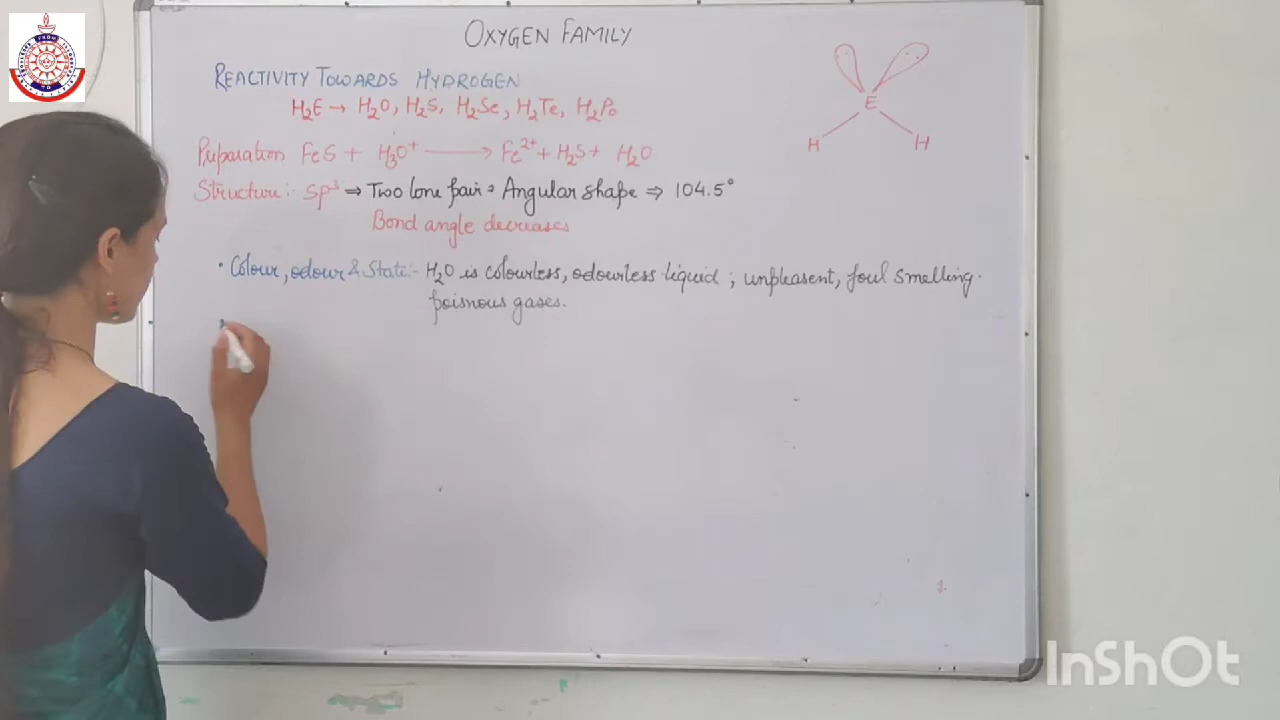 OXYGEN FAMILY
REACTIVITY TOWARDS HYDROGEN
H₂E → H₂O, H₂S, H₂Se, H₂Te, H₂Po
Preparation FeS + H₃O⁺ ⟶ Fe²⁺ + H₂S + H₂O
Structure:- sp³ ⇒ Two lone pair Angular shape ⇒ 104.5°
Bond angle decreases
• Colour, odour & State:- H₂O is colourless, odourless liquid ; unpleasent, foul smelling.
poisnous gases.
E
H H
InShOt